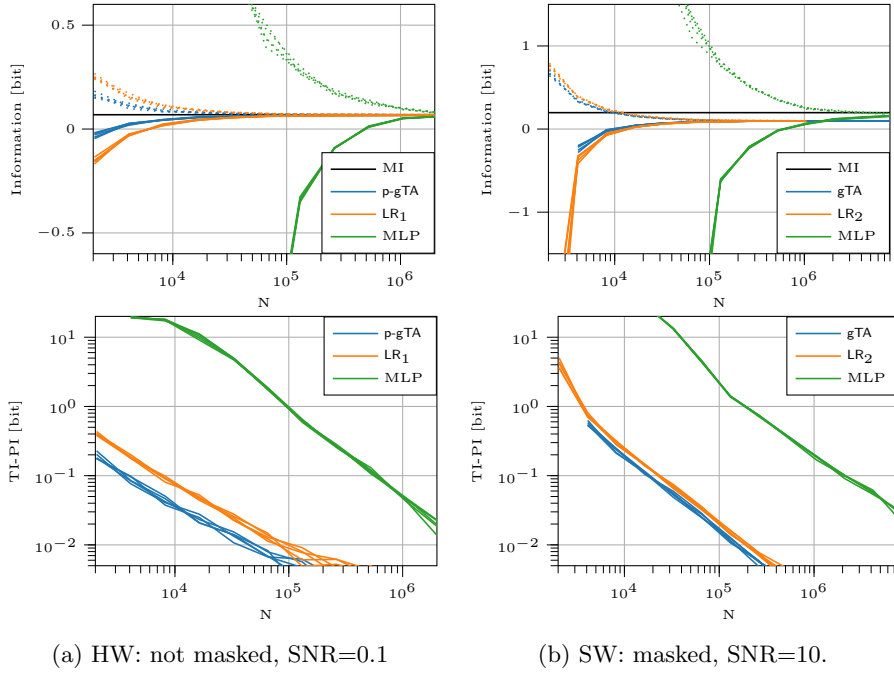 Information [bit]
0.5
0
−0.5
10^4
10^5
10^6
N
MI
p-gTA
LR_1
MLP
Information [bit]
1
0
−1
10^4
10^5
10^6
N
MI
gTA
LR_2
MLP
TI-PI [bit]
10^1
10^0
10^−1
10^−2
10^4
10^5
10^6
N
p-gTA
LR_1
MLP
TI-PI [bit]
10^1
10^0
10^−1
10^−2
10^4
10^5
10^6
N
gTA
LR_2
MLP
(a) HW: not masked, SNR=0.1
(b) SW: masked, SNR=10.